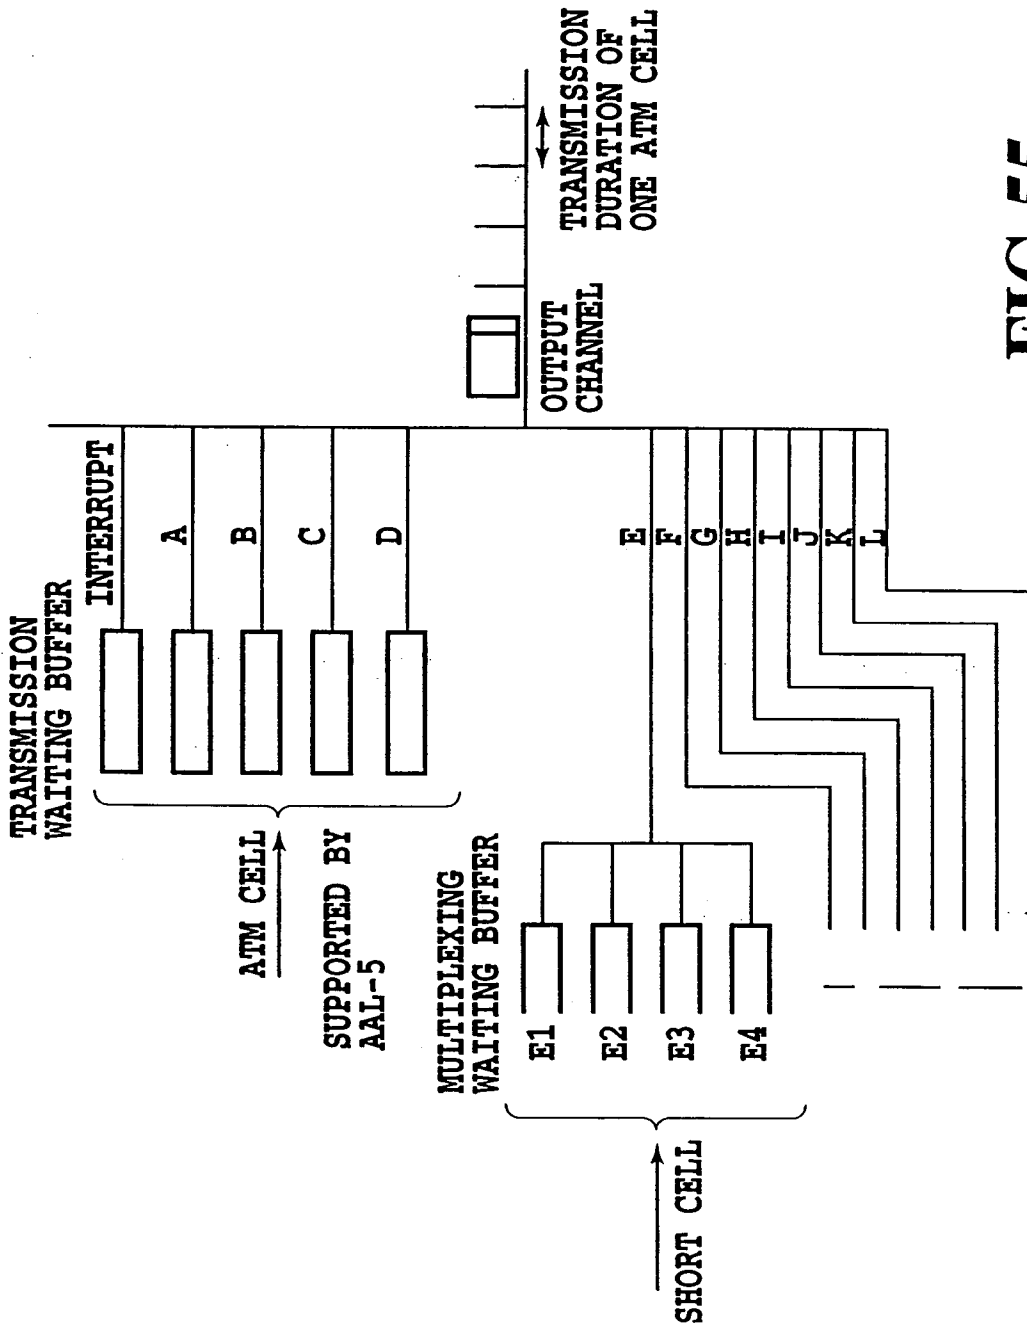 TRANSMISSION
WAITING BUFFER
INTERRUPT
A
B
C
D
ATM CELL
SUPPORTED BY
AAL-5
MULTIPLEXING
WAITING BUFFER
E1
E2
E3
E4
SHORT CELL
E
F
G
H
I
J
K
L
OUTPUT
CHANNEL
TRANSMISSION
DURATION OF
ONE ATM CELL